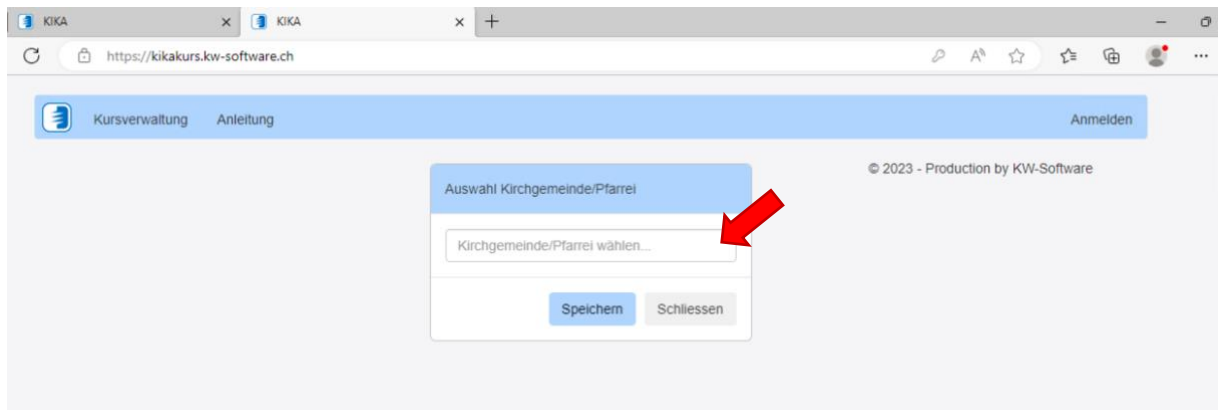 KIKA
KIKA
https://kikakurs.kw-software.ch
Kursverwaltung Anleitung Anmelden
© 2023 - Production by KW-Software
Auswahl Kirchgemeinde/Pfarrei
Kirchgemeinde/Pfarrei wählen...
Speichern Schliessen